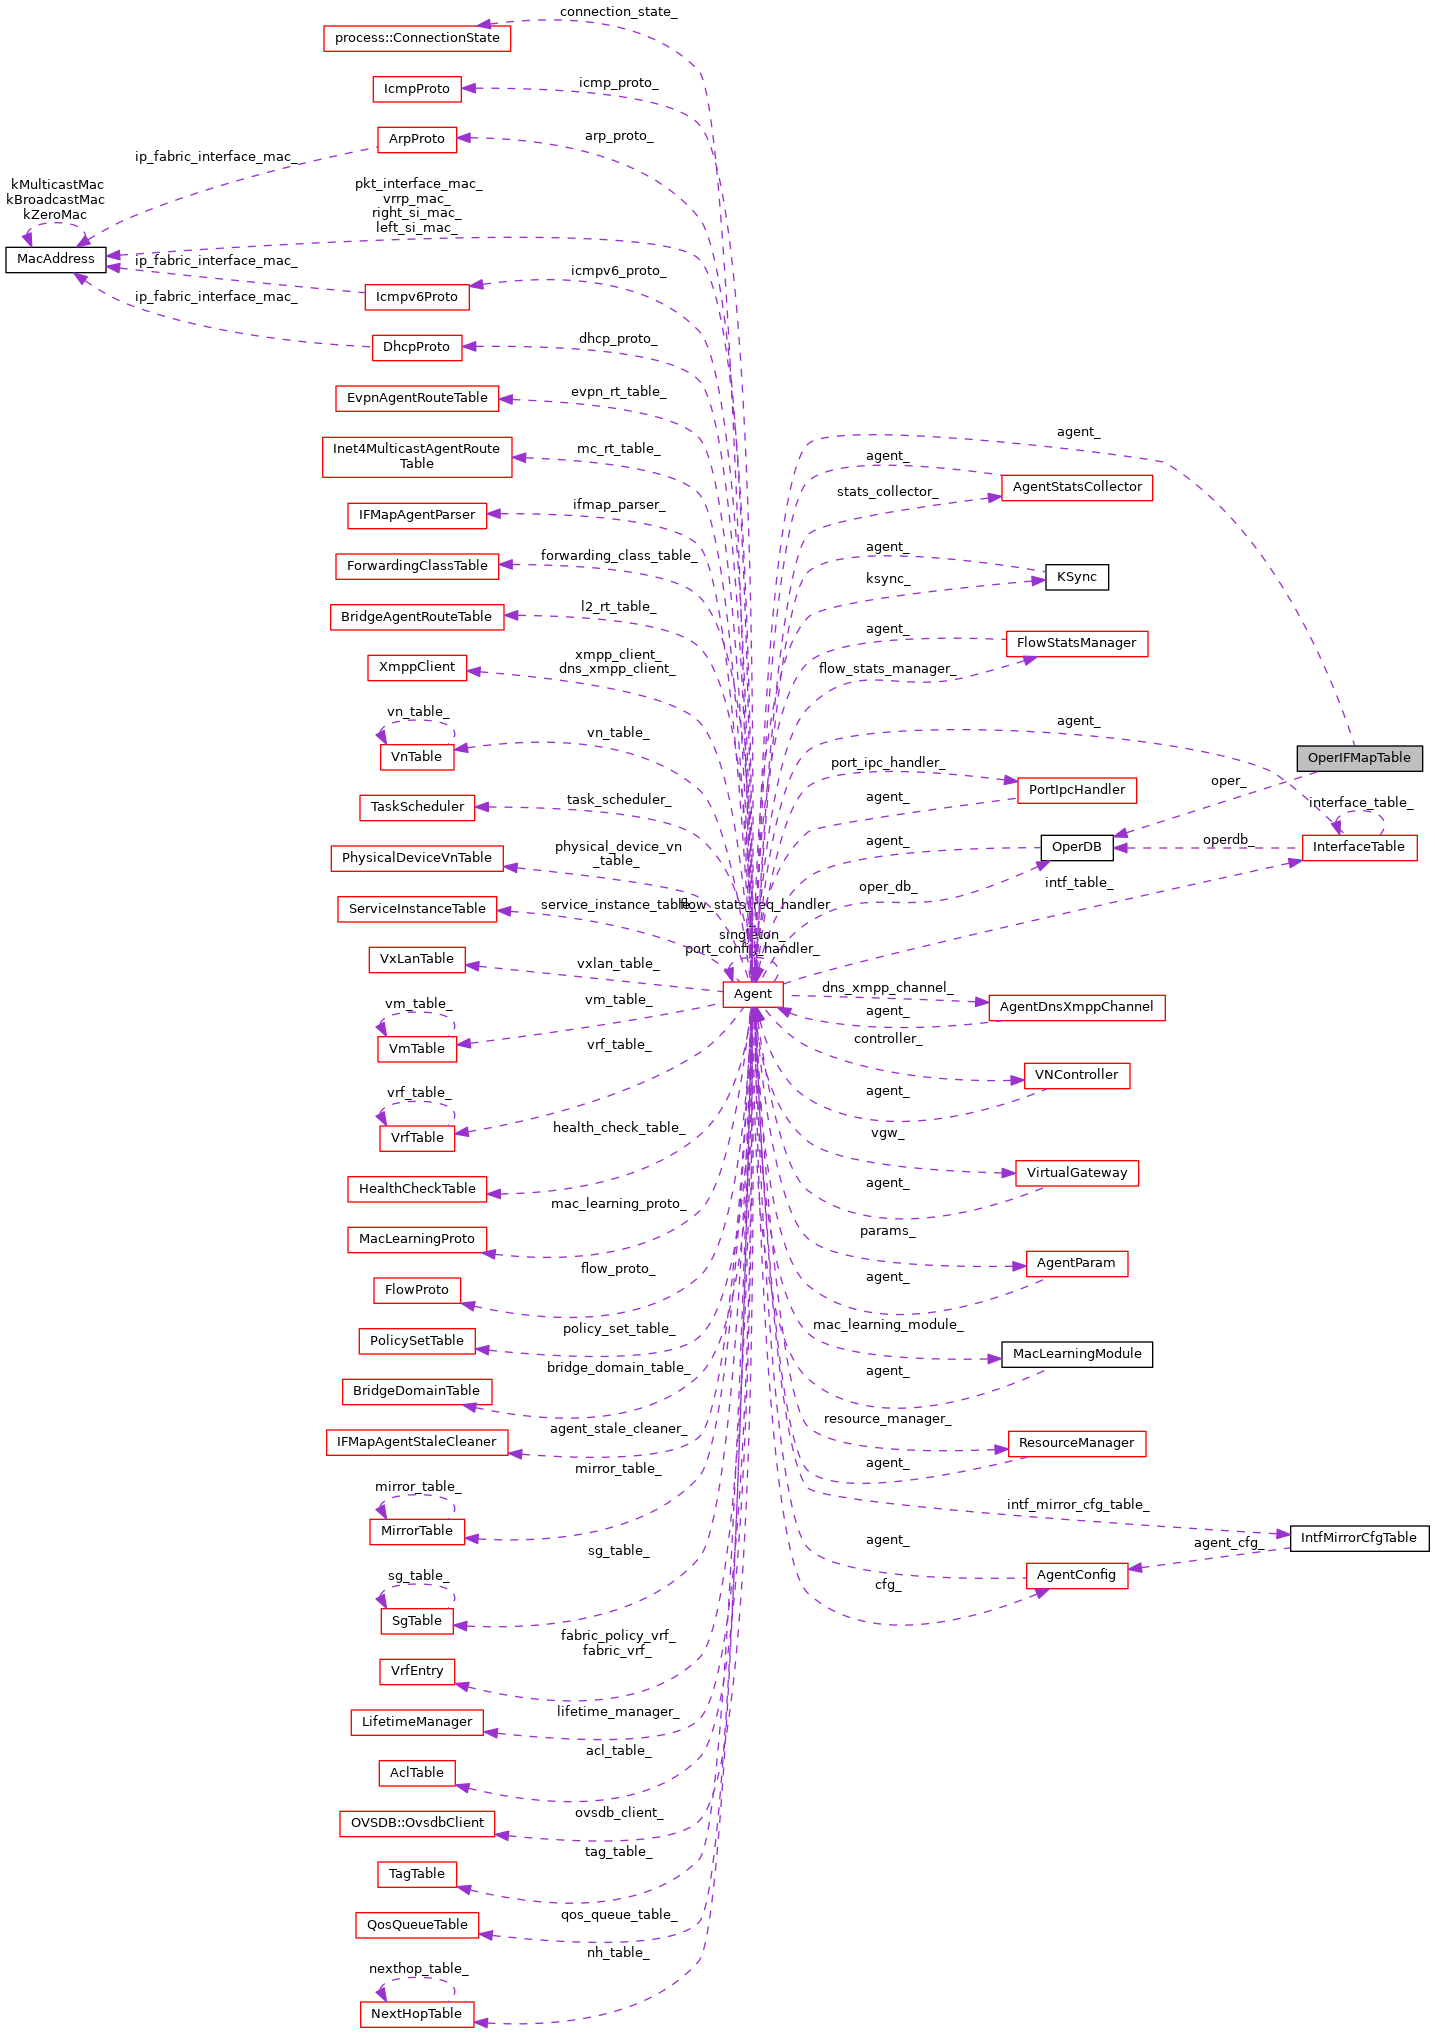 connection_state_
process::ConnectionState
icmp_proto_
IcmpProto
arp_proto_
ArpProto
ip_fabric_interface_mac_
kMulticastMac
kBroadcastMac
kZeroMac
pkt_interface_mac_
vrrp_mac_
right_si_mac_
left_si_mac_
MacAddress
ip_fabric_interface_mac_
icmpv6_proto_
Icmpv6Proto
ip_fabric_interface_mac_
dhcp_proto_
DhcpProto
evpn_rt_table_
EvpnAgentRouteTable
mc_rt_table_
Inet4MulticastAgentRoute
Table
ifmap_parser_
IFMapAgentParser
forwarding_class_table_
ForwardingClassTable
l2_rt_table_
BridgeAgentRouteTable
xmpp_client_
dns_xmpp_client_
XmppClient
vn_table_
vn_table_
VnTable
task_scheduler_
TaskScheduler
physical_device_vn
_table_
PhysicalDeviceVnTable
service_instance_table_
ServiceInstanceTable
flow_stats_req_handler
_
singleton_
port_config_handler_
vxlan_table_
VxLanTable
Agent
vm_table_
vm_table_
VmTable
vrf_table_
vrf_table_
VrfTable
health_check_table_
HealthCheckTable
mac_learning_proto_
MacLearningProto
flow_proto_
FlowProto
policy_set_table_
PolicySetTable
bridge_domain_table_
BridgeDomainTable
agent_stale_cleaner_
IFMapAgentStaleCleaner
mirror_table_
mirror_table_
MirrorTable
sg_table_
sg_table_
SgTable
fabric_policy_vrf_
fabric_vrf_
VrfEntry
lifetime_manager_
LifetimeManager
acl_table_
AclTable
ovsdb_client_
OVSDB::OvsdbClient
tag_table_
TagTable
qos_queue_table_
QosQueueTable
nh_table_
nexthop_table_
NextHopTable
agent_
agent_
stats_collector_
AgentStatsCollector
agent_
ksync_
KSync
agent_
flow_stats_manager_
FlowStatsManager
agent_
port_ipc_handler_
agent_
PortIpcHandler
OperIFMapTable
oper_
interface_table_
agent_
OperDB
operdb_
InterfaceTable
oper_db_
intf_table_
dns_xmpp_channel_
agent_
AgentDnsXmppChannel
controller_
VNController
agent_
vgw_
VirtualGateway
agent_
params_
AgentParam
agent_
mac_learning_module_
MacLearningModule
agent_
resource_manager_
ResourceManager
agent_
intf_mirror_cfg_table_
IntfMirrorCfgTable
agent_cfg_
agent_
AgentConfig
cfg_